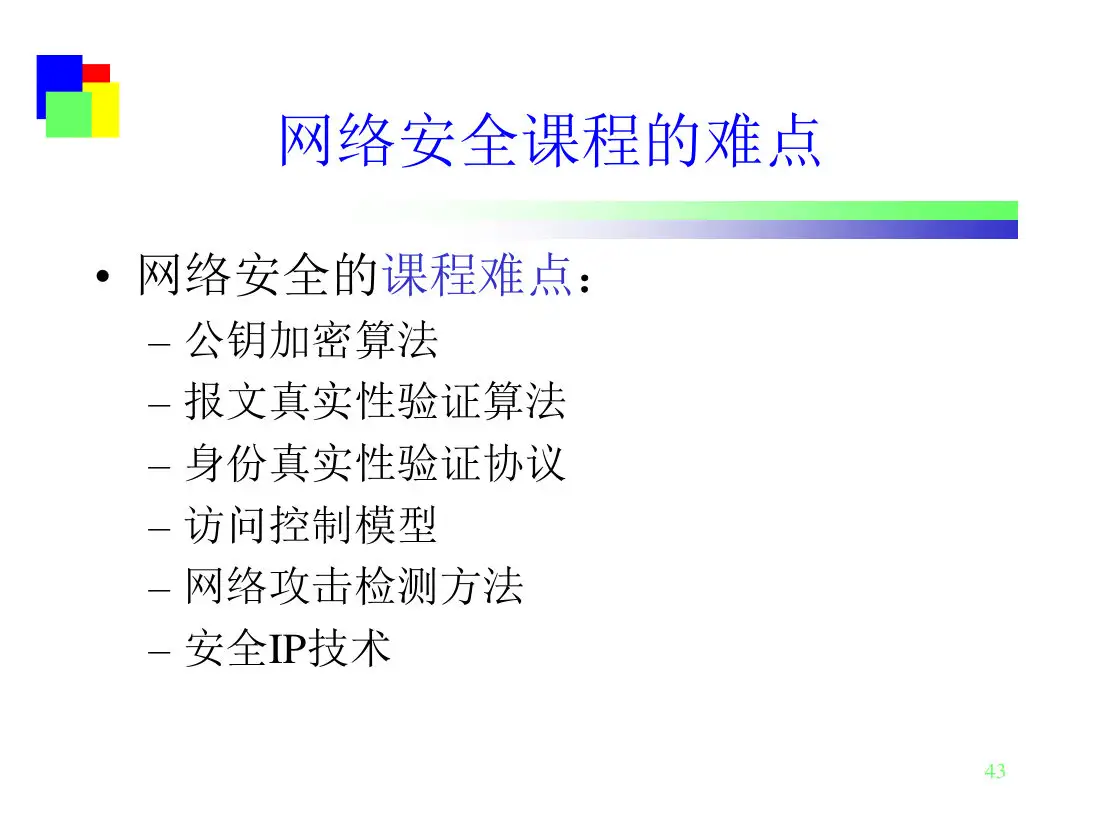 网络安全课程的难点
• 网络安全的课程难点：
– 公钥加密算法
– 报文真实性验证算法
– 身份真实性验证协议
– 访问控制模型
– 网络攻击检测方法
– 安全IP技术
43